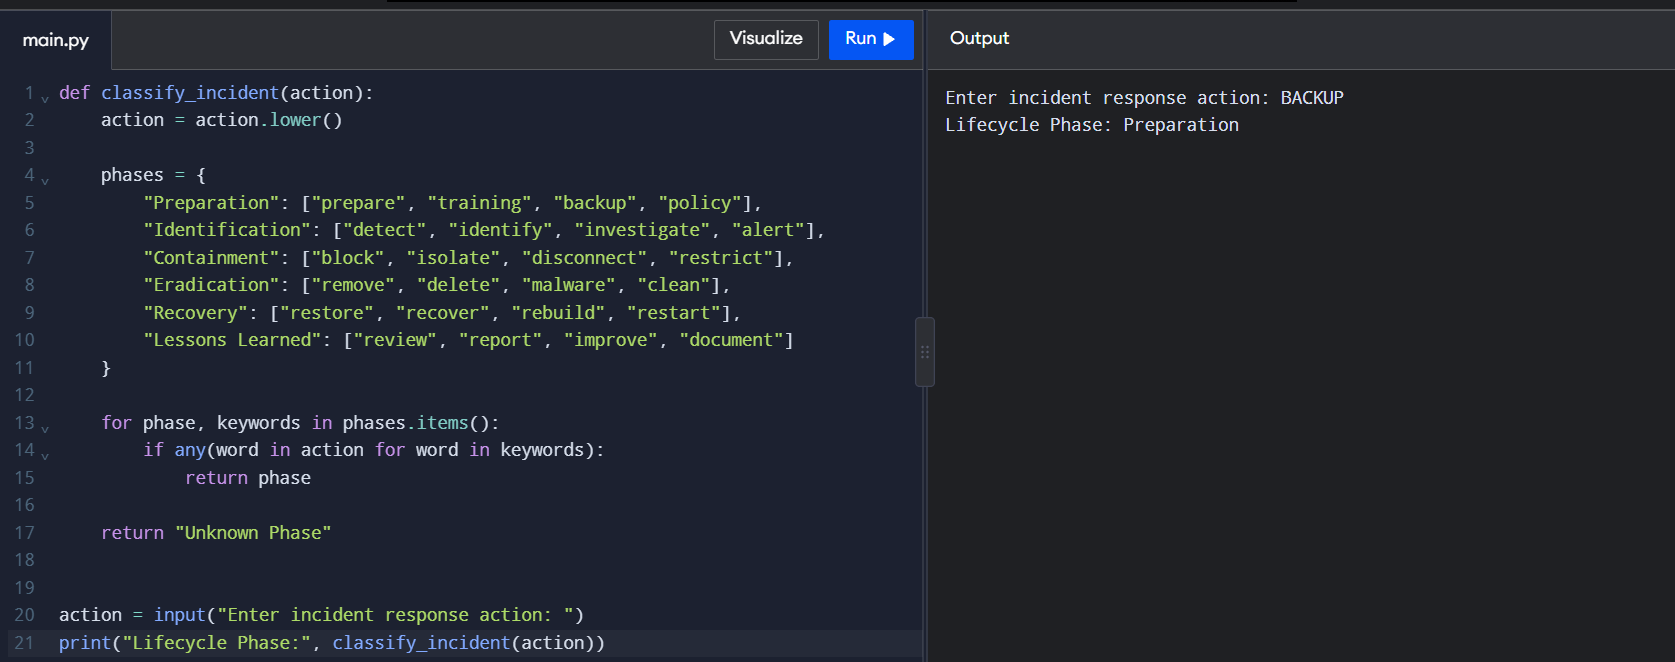 main.py
Visualize
Run
1 def classify_incident(action):
2     action = action.lower()
3
4     phases = {
5         "Preparation": ["prepare", "training", "backup", "policy"],
6         "Identification": ["detect", "identify", "investigate", "alert"],
7         "Containment": ["block", "isolate", "disconnect", "restrict"],
8         "Eradication": ["remove", "delete", "malware", "clean"],
9         "Recovery": ["restore", "recover", "rebuild", "restart"],
10         "Lessons Learned": ["review", "report", "improve", "document"]
11     }
12
13     for phase, keywords in phases.items():
14         if any(word in action for word in keywords):
15             return phase
16
17     return "Unknown Phase"
18
19
20 action = input("Enter incident response action: ")
21 print("Lifecycle Phase:", classify_incident(action))
Output
Enter incident response action: BACKUP
Lifecycle Phase: Preparation